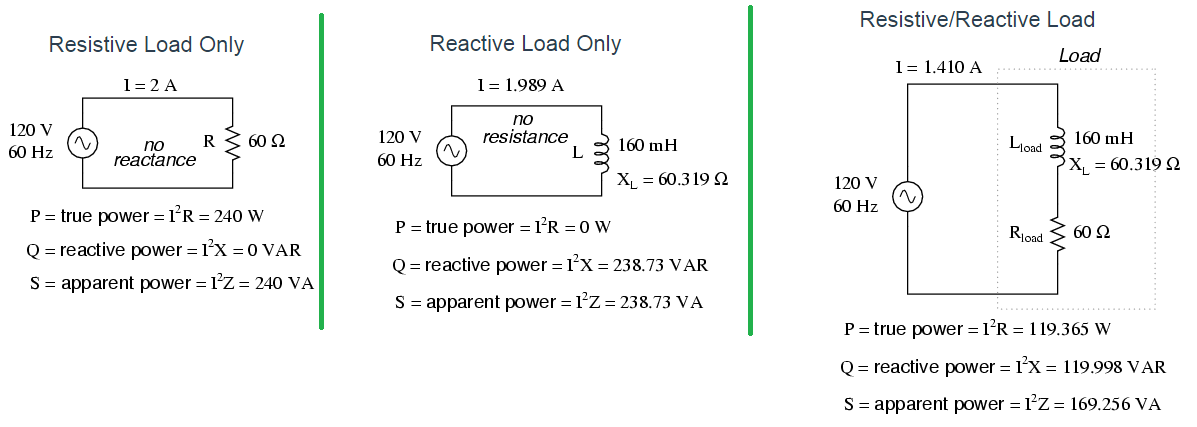 Resistive Load Only
I = 2 A
120 V
60 Hz
no
reactance
R
60 Ω
P = true power = I²R = 240 W
Q = reactive power = I²X = 0 VAR
S = apparent power = I²Z = 240 VA
Reactive Load Only
I = 1.989 A
120 V
60 Hz
no
resistance
L
160 mH
X_L = 60.319 Ω
P = true power = I²R = 0 W
Q = reactive power = I²X = 238.73 VAR
S = apparent power = I²Z = 238.73 VA
Resistive/Reactive Load
Load
I = 1.410 A
120 V
60 Hz
L_load
160 mH
X_L = 60.319 Ω
R_load
60 Ω
P = true power = I²R = 119.365 W
Q = reactive power = I²X = 119.998 VAR
S = apparent power = I²Z = 169.256 VA